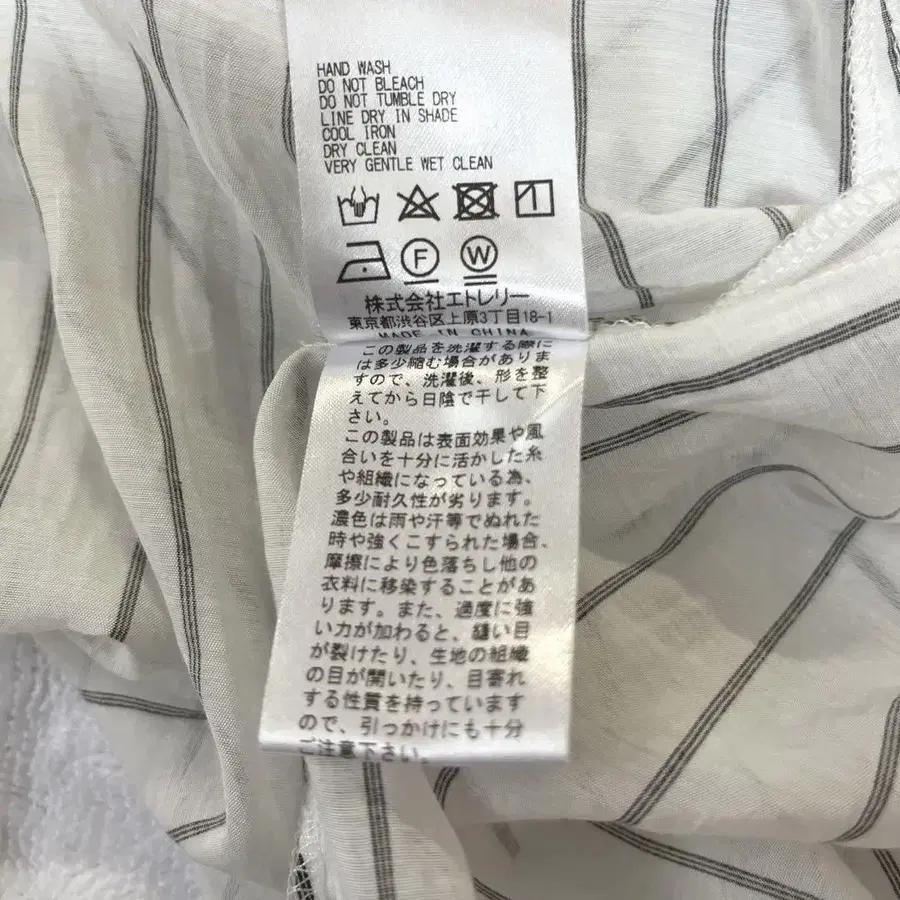 HAND WASH
DO NOT BLEACH
DO NOT TUMBLE DRY
LINE DRY IN SHADE
COOL IRON
DRY CLEAN
VERY GENTLE WET CLEAN
F W
株式会社エトレリー
東京都渋谷区上原3丁目18-1
MADE IN CHINA
この製品を洗濯する際に
は多少縮む場合がありま
すので、洗濯後、形を整
えてから日陰で干して下
さい。
この製品は表面効果や風
合いを十分に活かした糸
や組織になっている為、
多少耐久性が劣ります。
濃色は雨や汗等でぬれた
時や強くこすられた場合、
摩擦により色落ちし他の
衣料に移染することがあ
ります。また、過度に強
い力が加わると、縫い目
が裂けたり、生地の組織
の目が開いたり、目寄れ
する性質を持っています
ので、引っかけにも十分
ご注意下さい。